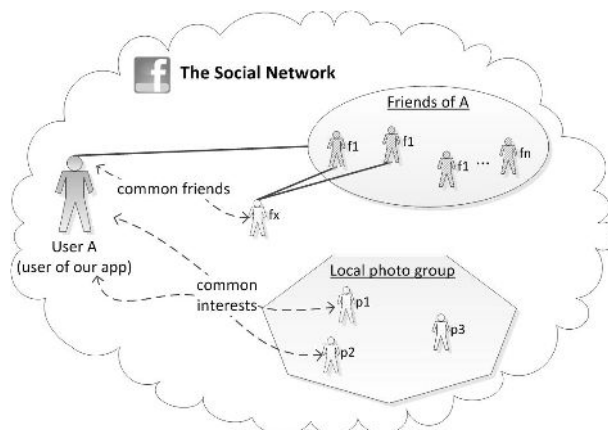 f The Social Network
Friends of A
f1
f1
f1
...
fn
common friends
fx
User A
(user of our app)
common
interests
Local photo group
p1
p2
p3